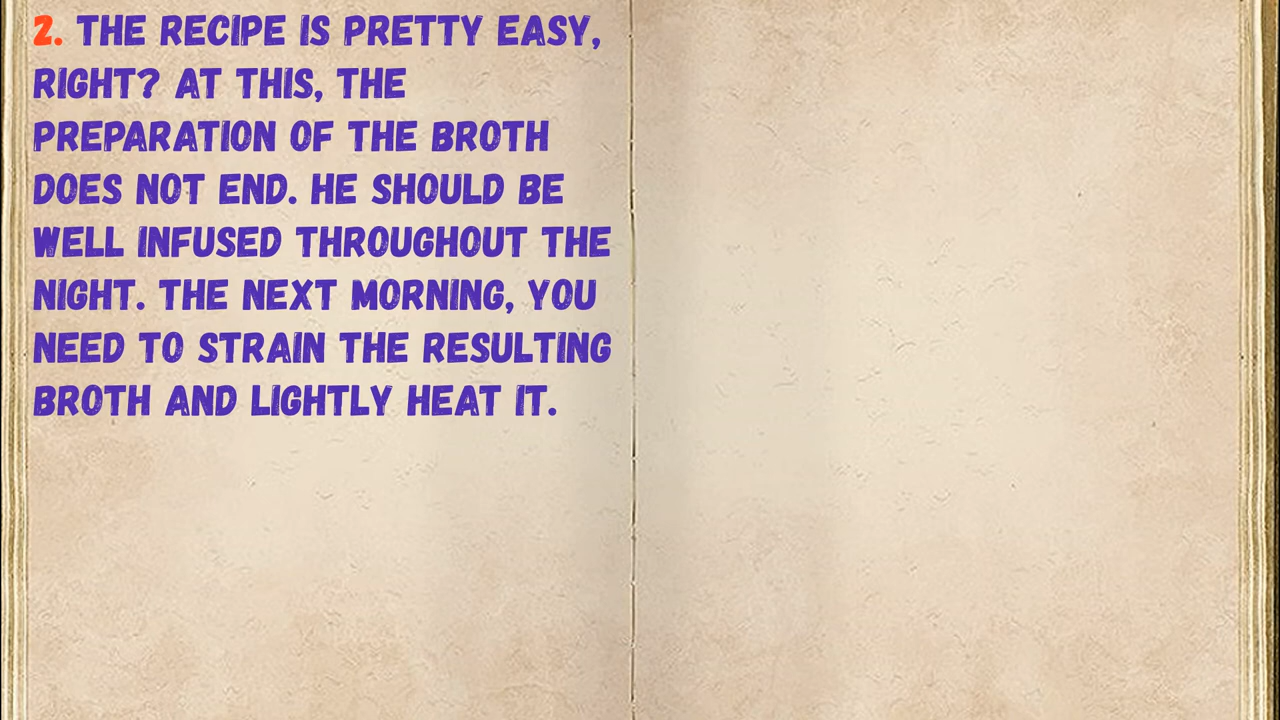 2. THE RECIPE IS PRETTY EASY,
RIGHT? AT THIS, THE
PREPARATION OF THE BROTH
DOES NOT END. HE SHOULD BE
WELL INFUSED THROUGHOUT THE
NIGHT. THE NEXT MORNING, YOU
NEED TO STRAIN THE RESULTING
BROTH AND LIGHTLY HEAT IT.